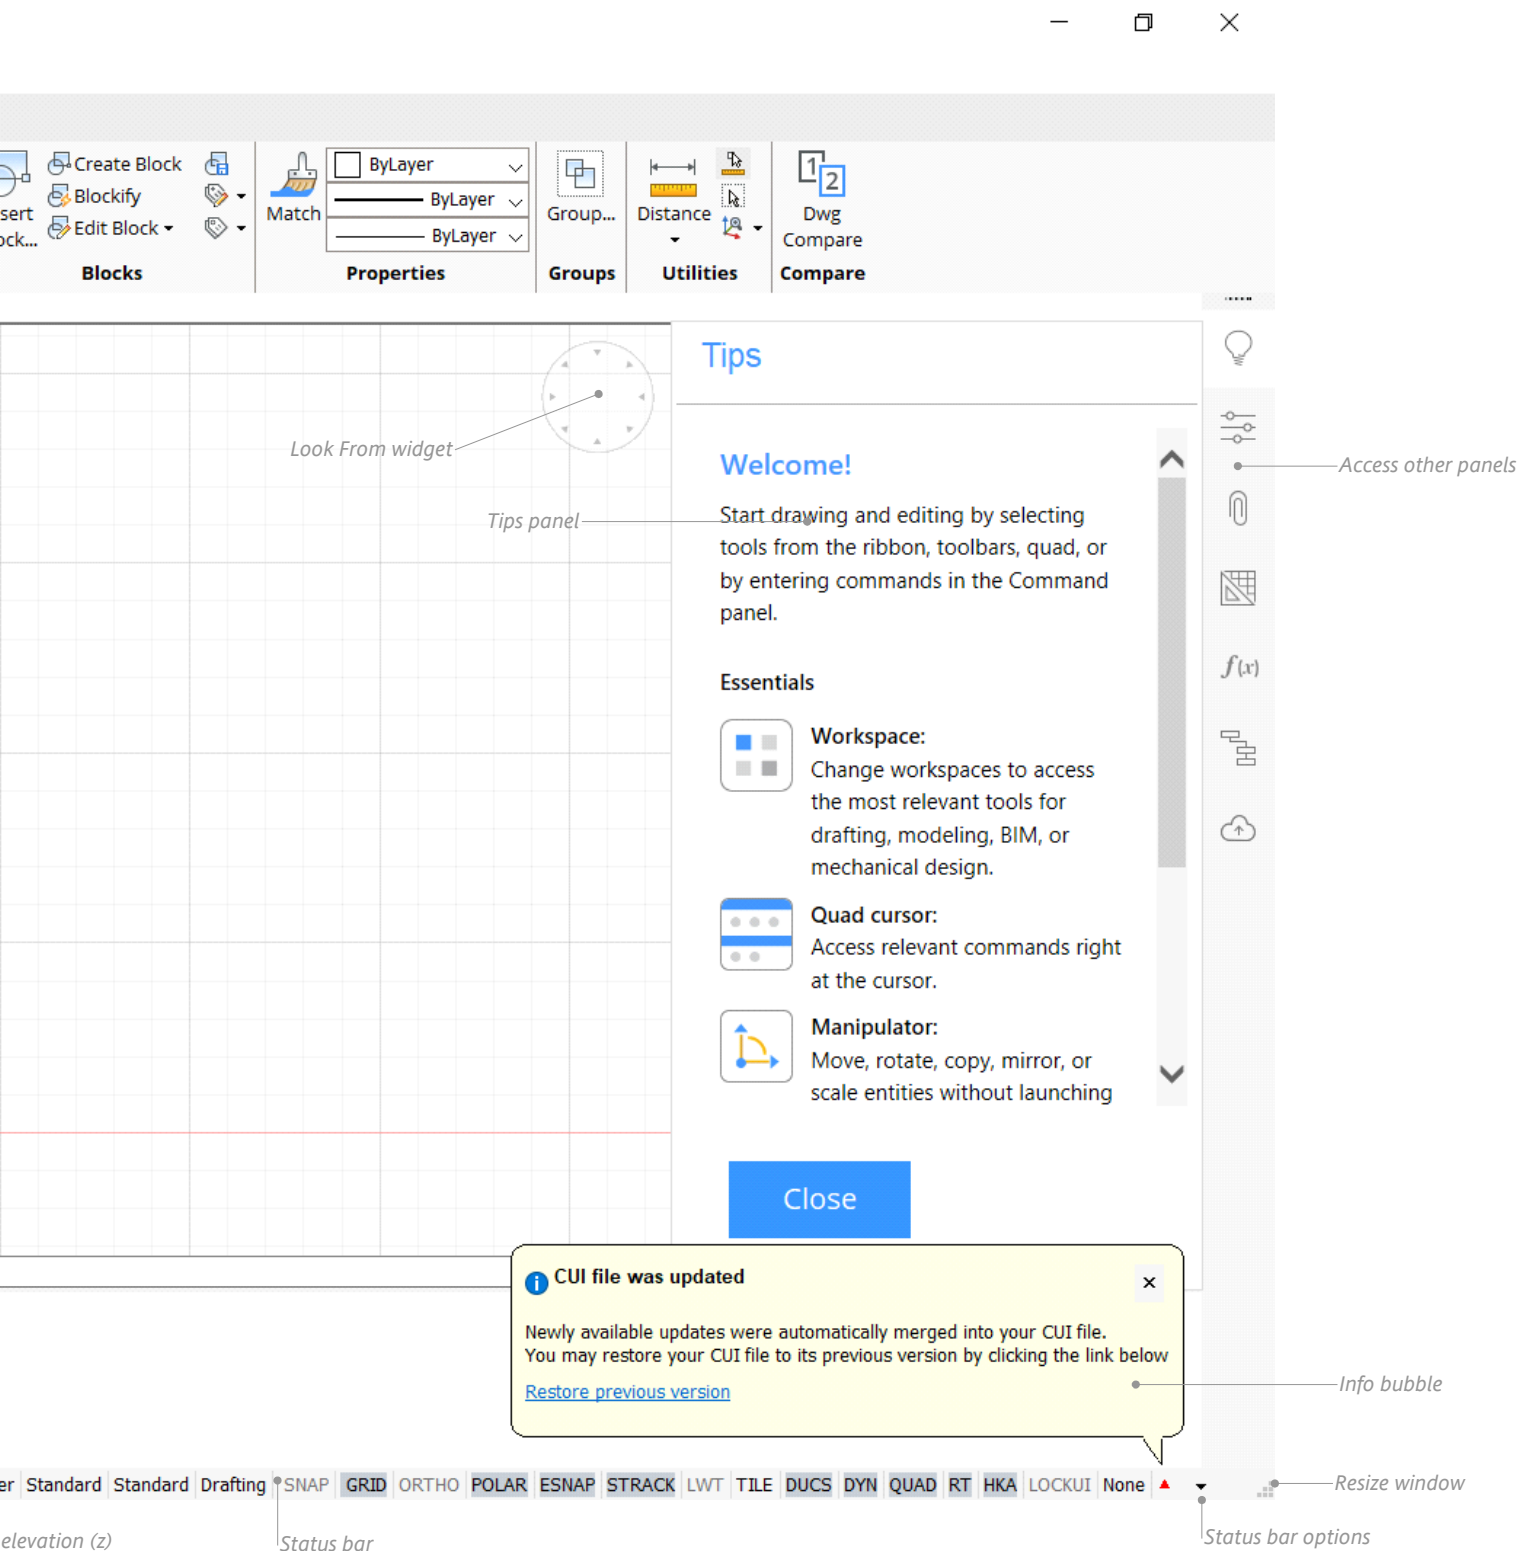 Create Block
Blockify
sert
Edit Block
ock...
Blocks
Match
ByLayer
ByLayer
ByLayer
Properties
Group...
Groups
Distance
Utilities
1
2
Dwg
Compare
Compare
Tips
Look From widget
Welcome!
Access other panels
Tips panel
Start drawing and editing by selecting
tools from the ribbon, toolbars, quad, or
by entering commands in the Command
panel.
f(x)
Essentials
Workspace:
Change workspaces to access
the most relevant tools for
drafting, modeling, BIM, or
mechanical design.
Quad cursor:
Access relevant commands right
at the cursor.
Manipulator:
Move, rotate, copy, mirror, or
scale entities without launching
Close
CUI file was updated
Newly available updates were automatically merged into your CUI file.
You may restore your CUI file to its previous version by clicking the link below
Restore previous version
Info bubble
er Standard Standard Drafting SNAP GRID ORTHO POLAR ESNAP STRACK LWT TILE DUCS DYN QUAD RT HKA LOCKUI None
Resize window
elevation (z)
Status bar
Status bar options